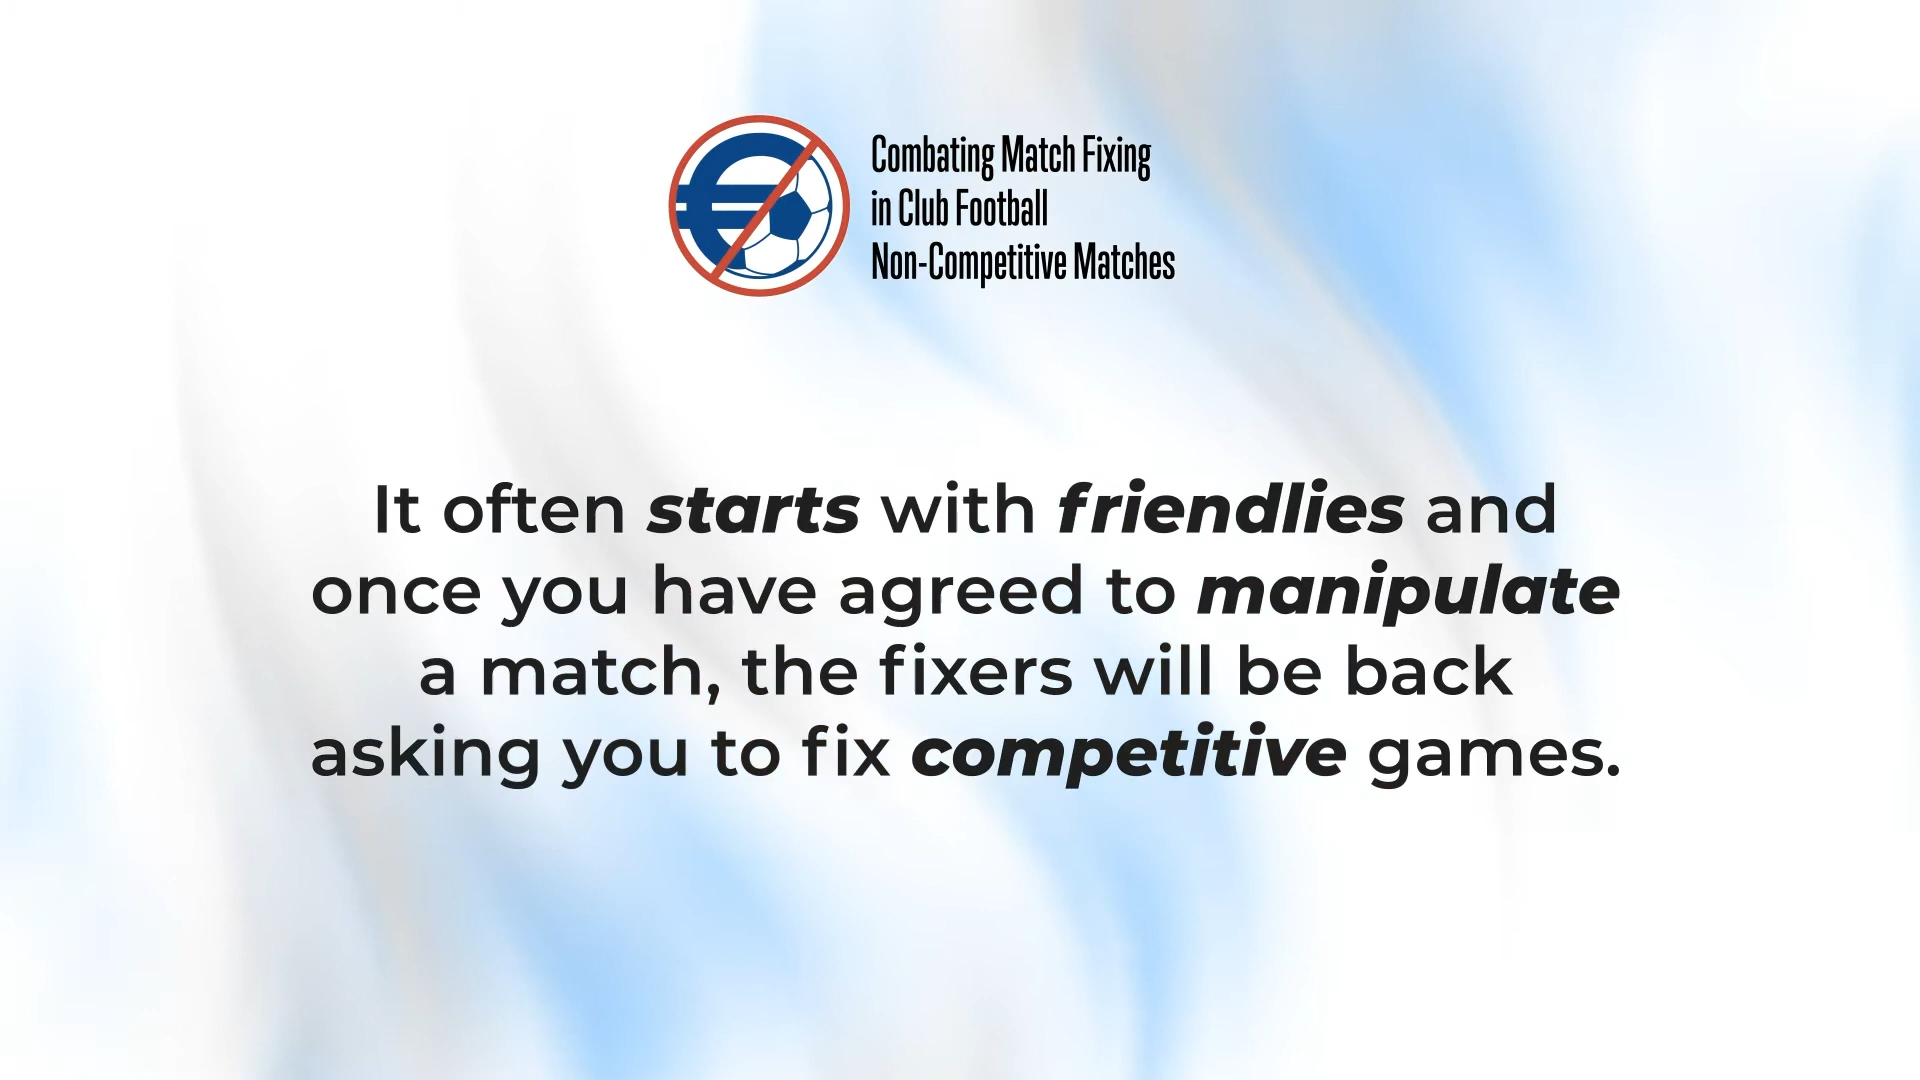 Combating Match Fixing
in Club Football
Non-Competitive Matches
It often starts with friendlies and
once you have agreed to manipulate
a match, the fixers will be back
asking you to fix competitive games.